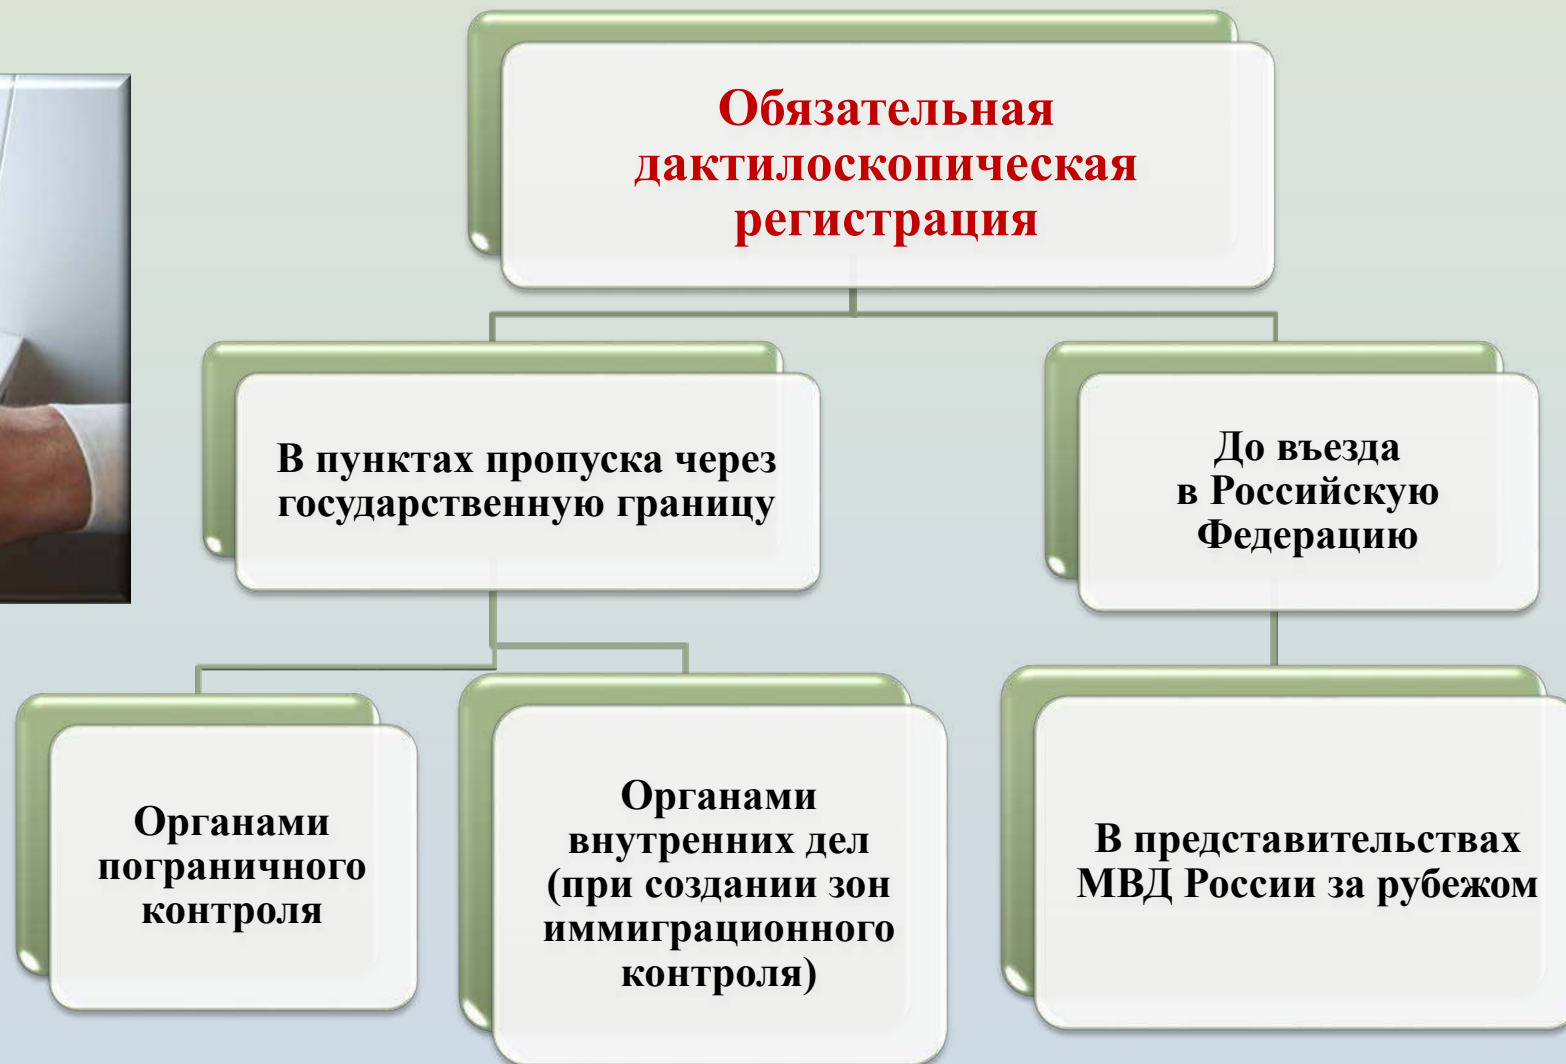 Обязательная
дактилоскопическая
регистрация
В пунктах пропуска через
государственную границу
До въезда
в Российскую
Федерацию
Органами
пограничного
контроля
Органами
внутренних дел
(при создании зон
иммиграционного
контроля)
В представительствах
МВД России за рубежом